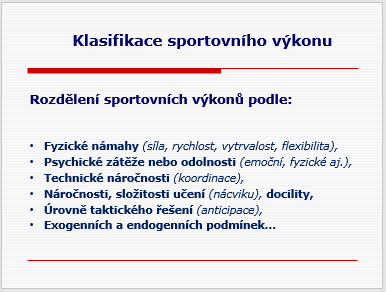 Klasifikace sportovního výkonu
Rozdělení sportovních výkonů podle:
• Fyzické námahy (síla, rychlost, vytrvalost, flexibilita),
• Psychické zátěže nebo odolnosti (emoční, fyzické aj.),
• Technické náročnosti (koordinace),
• Náročnosti, složitosti učení (nácviku), docility,
• Úrovně taktického řešení (anticipace),
• Exogenních a endogenních podmínek...